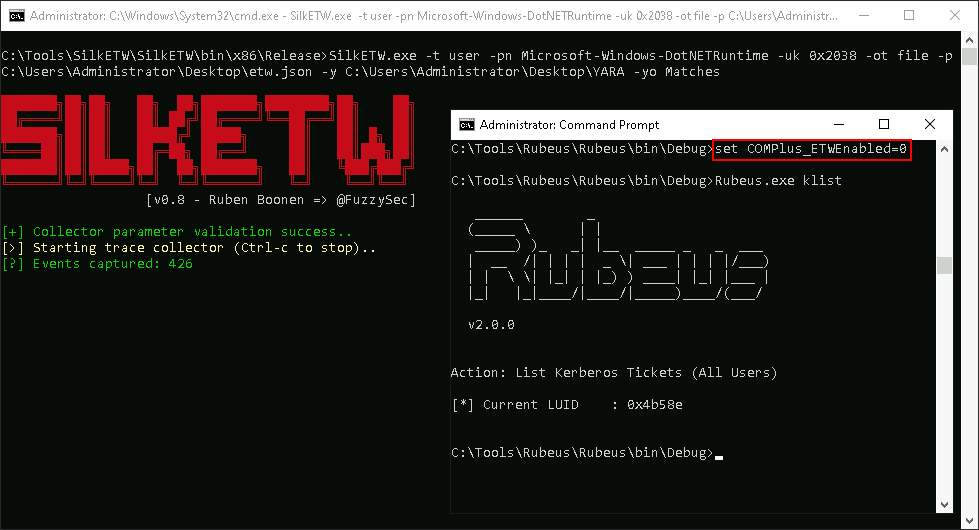 Administrator: C:\Windows\System32\cmd.exe - SilkETW.exe -t user -pn Microsoft-Windows-DotNETRuntime -uk 0x2038 -ot file -p C:\Users\Administr...
C:\Tools\SilkETW\SilkETW\bin\x86\Release>SilkETW.exe -t user -pn Microsoft-Windows-DotNETRuntime -uk 0x2038 -ot file -p
C:\Users\Administrator\Desktop\etw.json -y C:\Users\Administrator\Desktop\YARA -yo Matches
SILKETW
[v0.8 - Ruben Boonen => @FuzzySec]
[+] Collector parameter validation success..
[>] Starting trace collector (Ctrl-c to stop)..
[?] Events captured: 426
Administrator: Command Prompt
C:\Tools\Rubeus\Rubeus\bin\Debug>set COMPlus_ETWEnabled=0
C:\Tools\Rubeus\Rubeus\bin\Debug>Rubeus.exe klist
Rubeus
v2.0.0
Action: List Kerberos Tickets (All Users)
[*] Current LUID    : 0x4b58e
C:\Tools\Rubeus\Rubeus\bin\Debug>